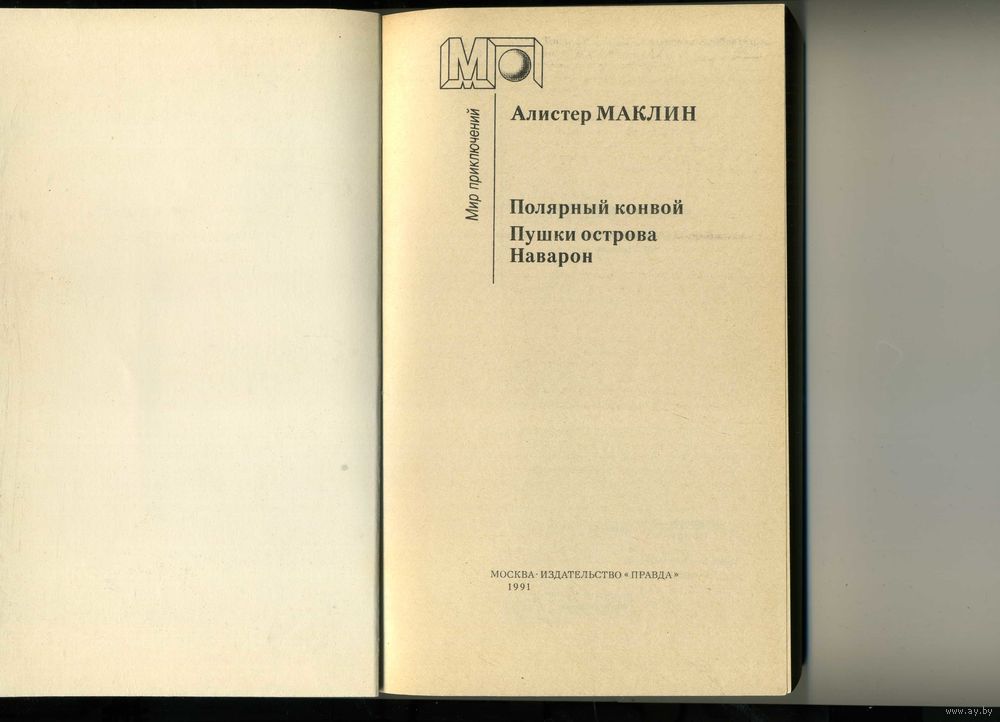 МП
Мир приключений
Алистер МАКЛИН
Полярный конвой
Пушки острова
Наварон
МОСКВА · ИЗДАТЕЛЬСТВО « ПРАВДА »
1991
www.ay.by